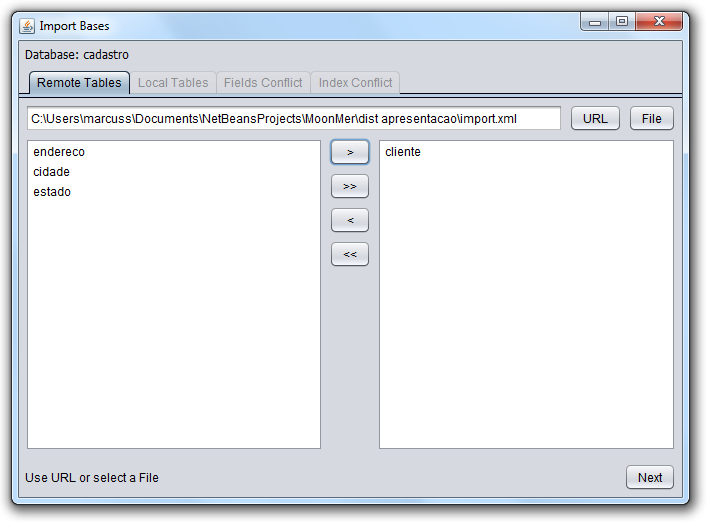 Import Bases
Database: cadastro
Remote Tables Local Tables Fields Conflict Index Conflict
C:\Users\marcuss\Documents\NetBeansProjects\MoonMer\dist apresentacao\import.xml URL File
endereco > cliente
cidade
>>
estado
<
<<
Use URL or select a File Next